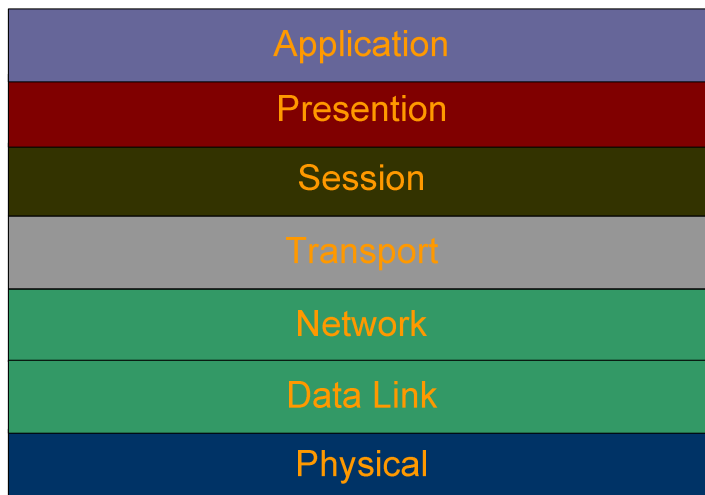 Application
Presention
Session
Transport
Network
Data Link
Physical